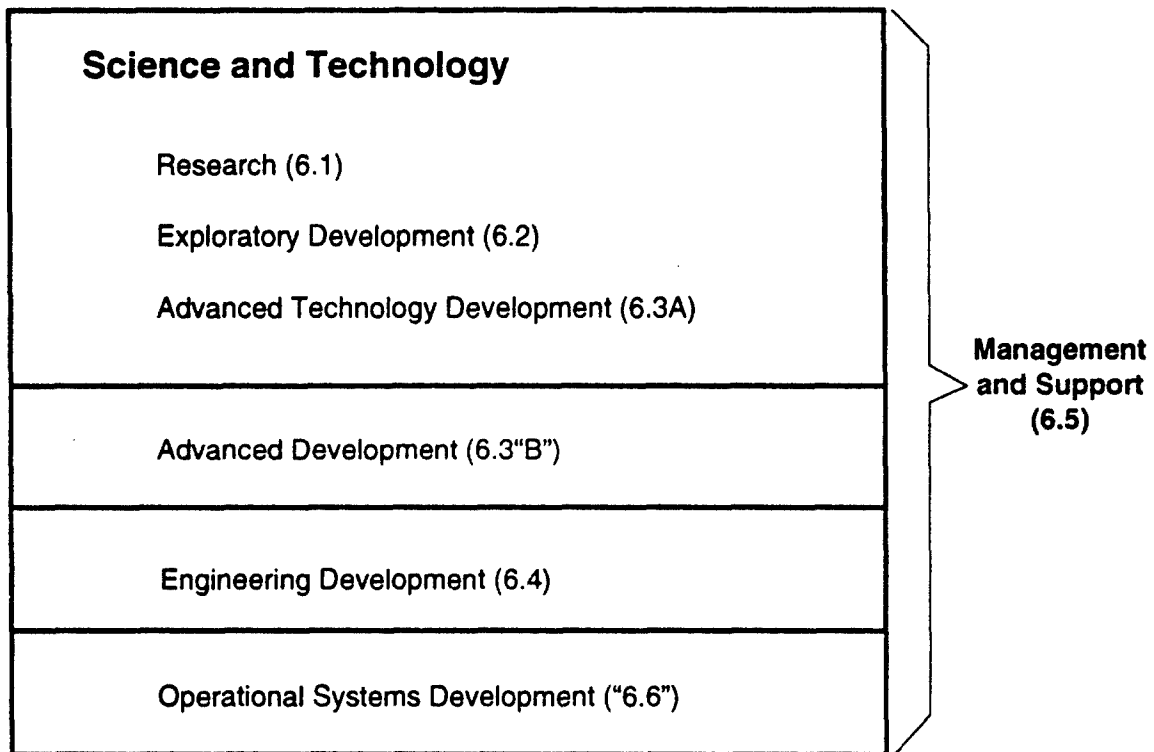 Science and Technology
Research (6.1)
Exploratory Development (6.2)
Advanced Technology Development (6.3A)
Advanced Development (6.3“B”)
Engineering Development (6.4)
Operational Systems Development (“6.6”)
Management
and Support
(6.5)